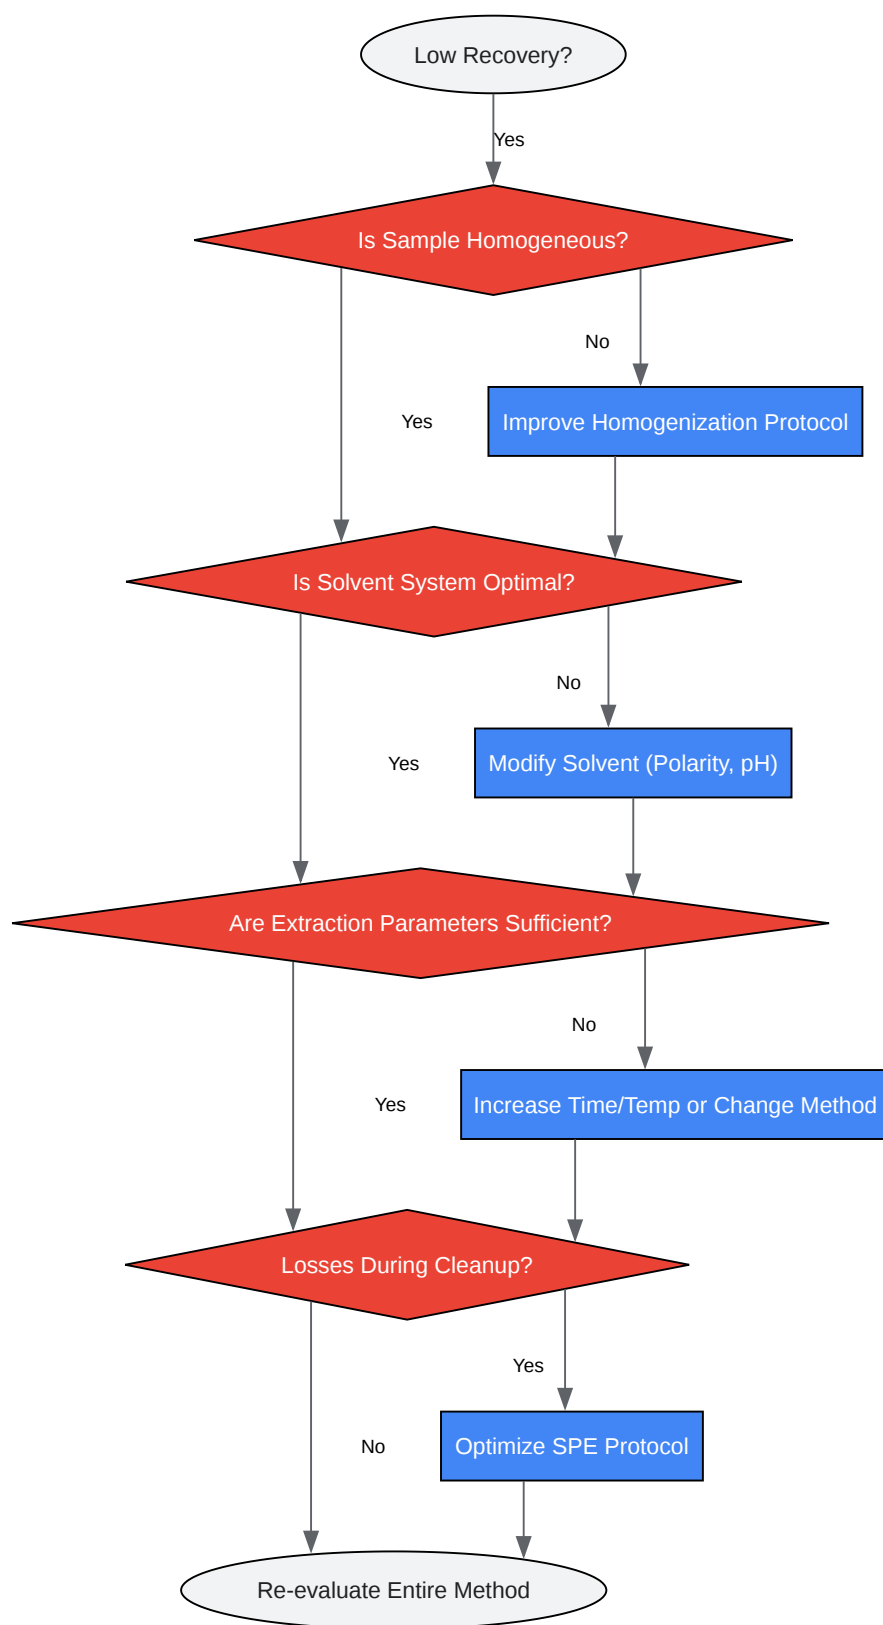 Low Recovery?
Yes
Is Sample Homogeneous?
No
Yes
Improve Homogenization Protocol
Is Solvent System Optimal?
No
Yes
Modify Solvent (Polarity, pH)
Are Extraction Parameters Sufficient?
No
Yes
Increase Time/Temp or Change Method
Losses During Cleanup?
Yes
No
Optimize SPE Protocol
Re-evaluate Entire Method